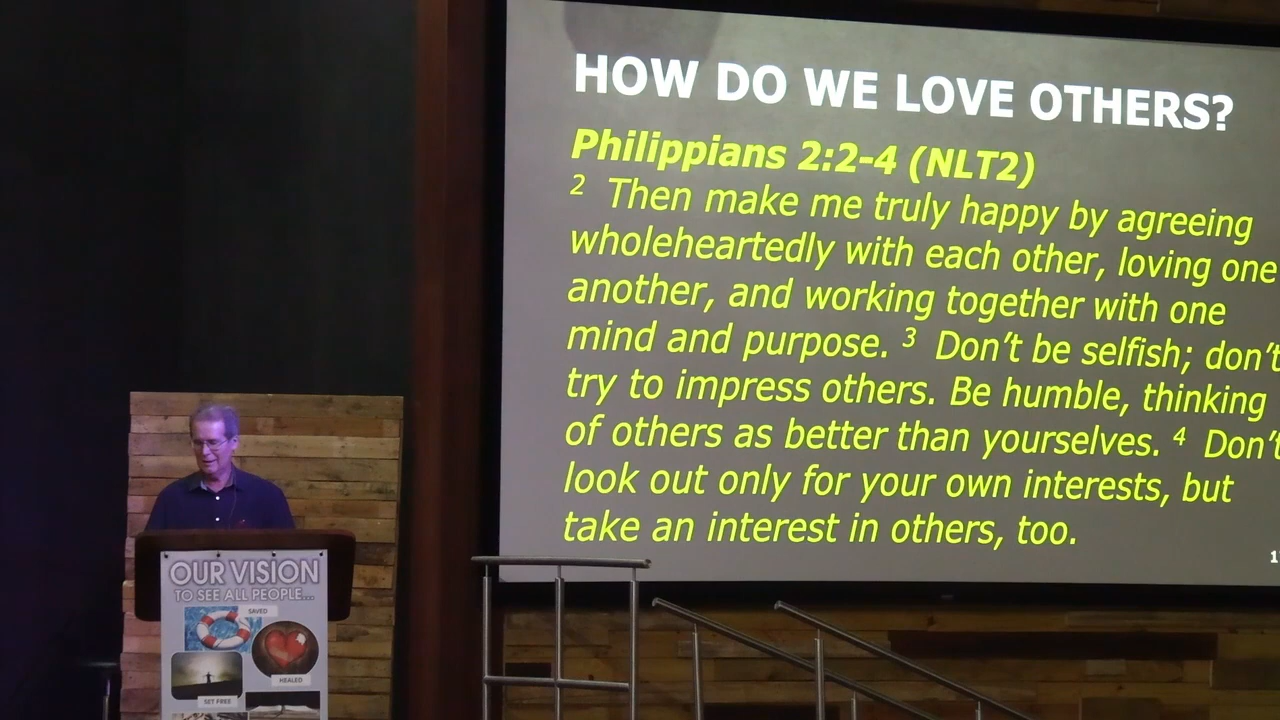 HOW DO WE LOVE OTHERS?
Philippians 2:2-4 (NLT2)
2 Then make me truly happy by agreeing
wholeheartedly with each other, loving one
another, and working together with one
mind and purpose. 3 Don't be selfish; don't
try to impress others. Be humble, thinking
of others as better than yourselves. 4 Don't
look out only for your own interests, but
take an interest in others, too.
1
OUR VISION
TO SEE ALL PEOPLE...
SAVED
HEALED
SET FREE